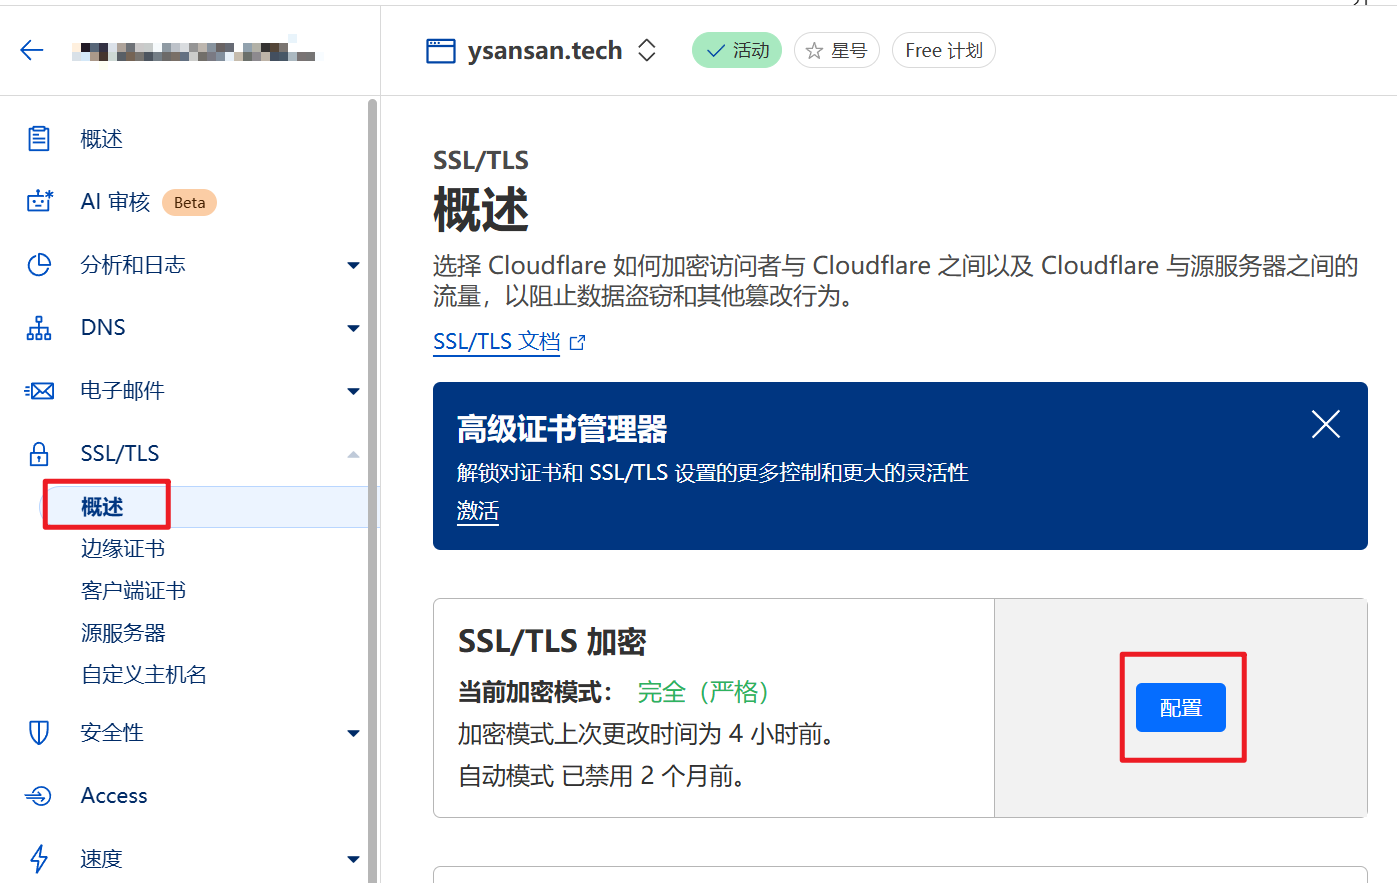 ysansan.tech
活动
星号
Free 计划
概述
AI 审核
Beta
分析和日志
DNS
电子邮件
SSL/TLS
概述
边缘证书
客户端证书
源服务器
自定义主机名
安全性
Access
速度
SSL/TLS
概述
选择 Cloudflare 如何加密访问者与 Cloudflare 之间以及 Cloudflare 与源服务器之间的
流量，以阻止数据盗窃和其他篡改行为。
SSL/TLS 文档
高级证书管理器
解锁对证书和 SSL/TLS 设置的更多控制和更大的灵活性
激活
SSL/TLS 加密
当前加密模式： 完全（严格）
加密模式上次更改时间为 4 小时前。
自动模式 已禁用 2 个月前。
配置